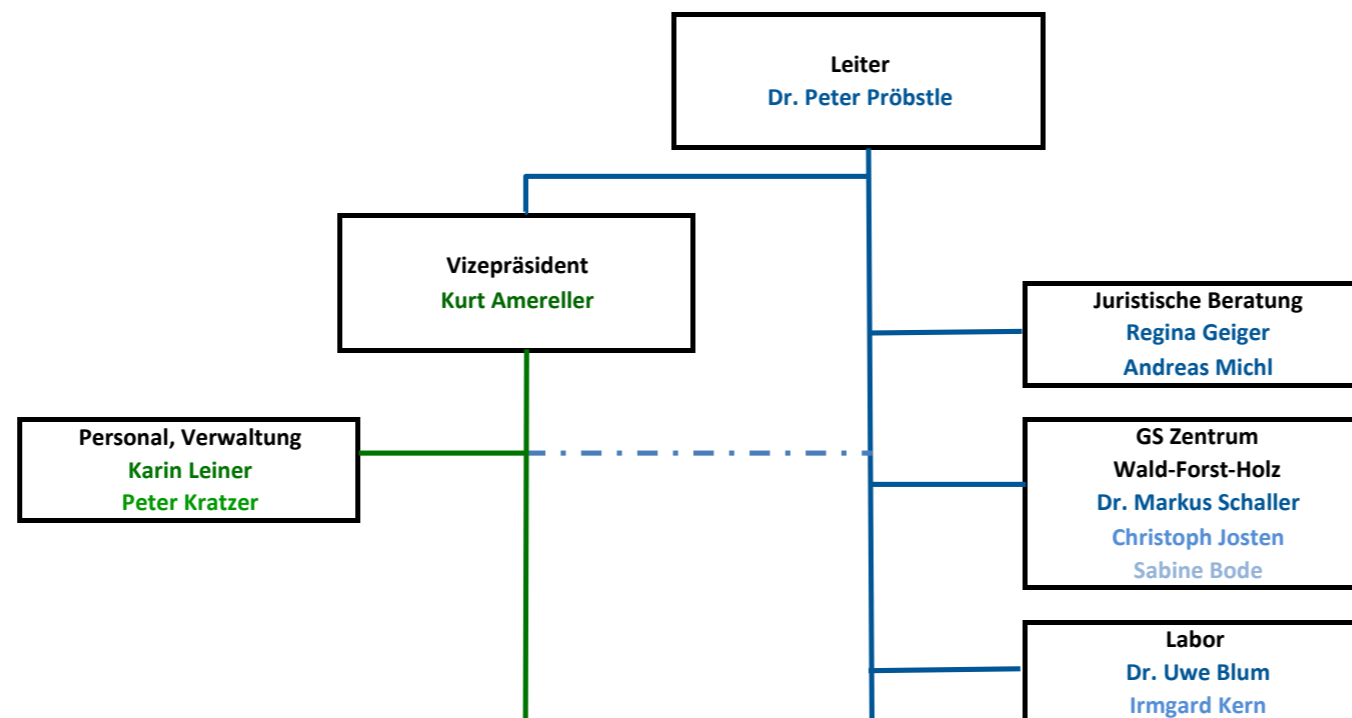 Leiter
Dr. Peter Pröbstle
Vizepräsident
Kurt Amereller
Juristische Beratung
Regina Geiger
Andreas Michl
Personal, Verwaltung
Karin Leiner
Peter Kratzer
GS Zentrum
Wald-Forst-Holz
Dr. Markus Schaller
Christoph Josten
Sabine Bode
Labor
Dr. Uwe Blum
Irmgard Kern